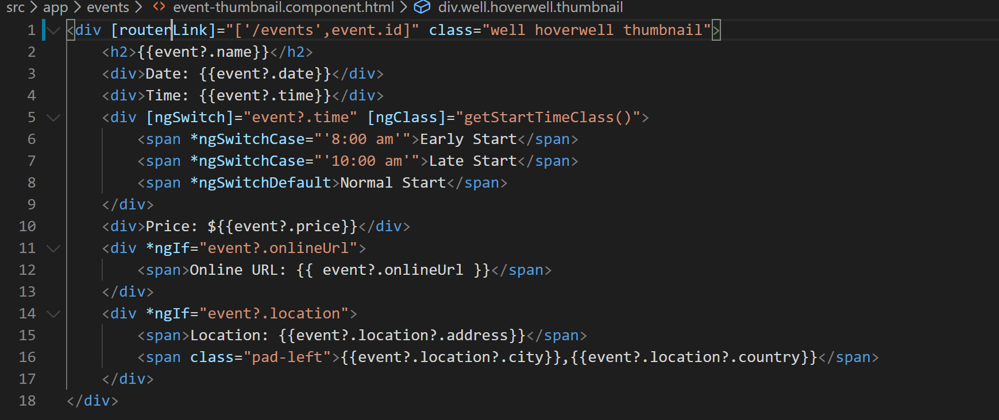 src > app > events > <> event-thumbnail.component.html > div.well.hoverwell.thumbnail
1 <div [routerLink]="['/events',event.id]" class="well hoverwell thumbnail">
2 <h2>{{event?.name}}</h2>
3 <div>Date: {{event?.date}}</div>
4 <div>Time: {{event?.time}}</div>
5 <div [ngSwitch]="event?.time" [ngClass]="getStartTimeClass()">
6 <span *ngSwitchCase="'8:00 am'">Early Start</span>
7 <span *ngSwitchCase="'10:00 am'">Late Start</span>
8 <span *ngSwitchDefault>Normal Start</span>
9 </div>
10 <div>Price: ${{event?.price}}</div>
11 <div *ngIf="event?.onlineUrl">
12 <span>Online URL: {{ event?.onlineUrl }}</span>
13 </div>
14 <div *ngIf="event?.location">
15 <span>Location: {{event?.location?.address}}</span>
16 <span class="pad-left">{{event?.location?.city}},{{event?.location?.country}}</span>
17 </div>
18 </div>